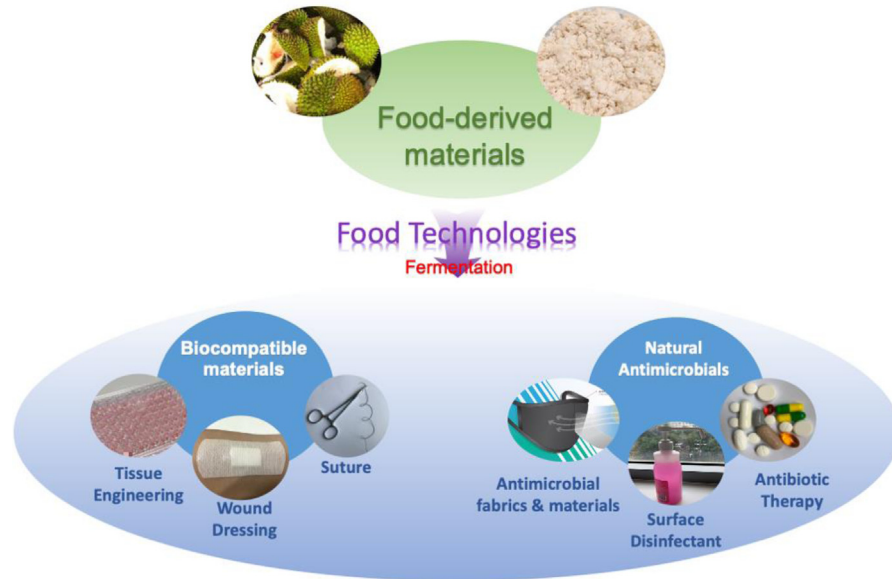 Food-derived
materials
Food Technologies
Fermentation
Biocompatible
materials
Natural
Antimicrobials
Tissue
Engineering
Wound
Dressing
Suture
Antimicrobial
fabrics & materials
Surface
Disinfectant
Antibiotic
Therapy